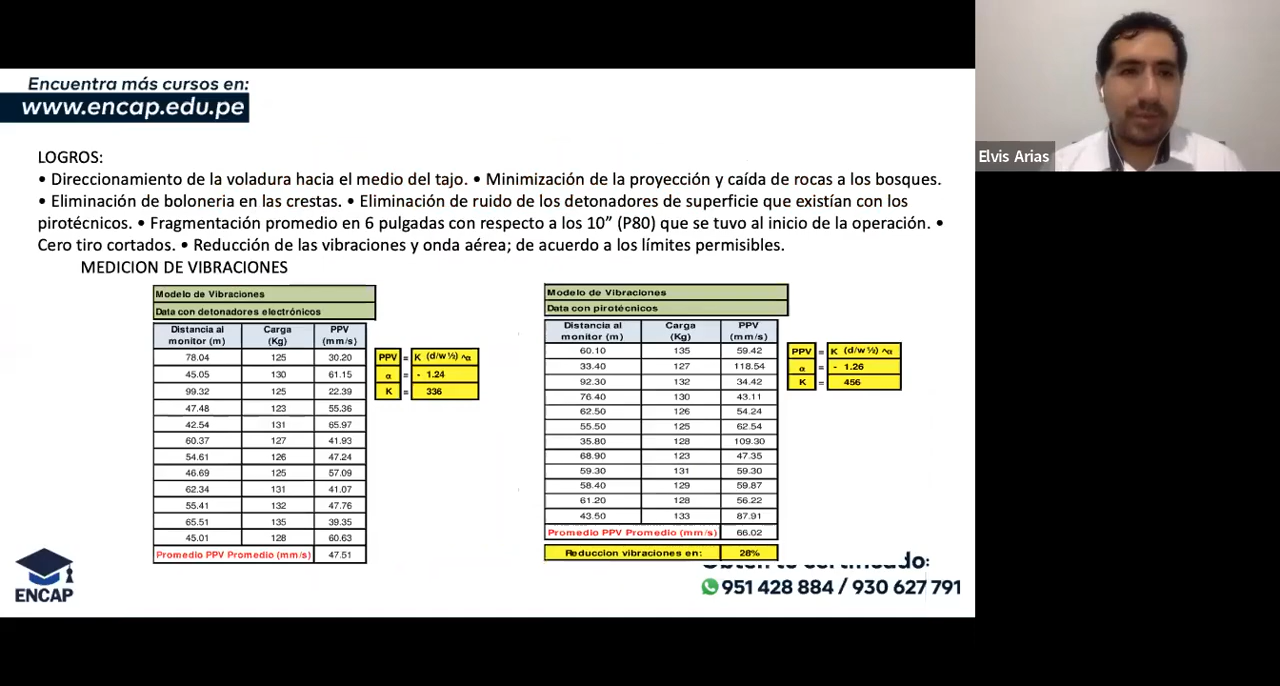 Encuentra más cursos en:
www.encap.edu.pe
Elvis Arias
LOGROS:
• Direccionamiento de la voladura hacia el medio del tajo. • Minimización de la proyección y caída de rocas a los bosques.
• Eliminación de boloneria en las crestas. • Eliminación de ruido de los detonadores de superficie que existían con los
pirotécnicos. • Fragmentación promedio en 6 pulgadas con respecto a los 10” (P80) que se tuvo al inicio de la operación. •
Cero tiro cortados. • Reducción de las vibraciones y onda aérea; de acuerdo a los límites permisibles.
MEDICION DE VIBRACIONES
Modelo de Vibraciones
Data con detonadores electrónicos
Distancia al monitor (m) Carga (Kg) PPV (mm/s)
78.04 125 30.20
45.05 130 61.15
99.32 125 22.39
47.48 123 55.36
42.54 131 65.97
60.37 127 41.93
54.61 126 47.24
46.69 125 57.09
62.34 131 41.07
55.41 132 47.76
65.51 135 39.35
45.01 128 60.63
Promedio PPV Promedio (mm/s) 47.51
PPV = K (d/w ½) ^α
α = - 1.24
K = 336
Modelo de Vibraciones
Data con pirotécnicos
Distancia al monitor (m) Carga (Kg) PPV (mm/s)
60.10 135 59.42
33.40 127 118.54
92.30 132 34.42
76.40 130 43.11
62.50 126 54.24
55.50 125 62.54
35.80 128 109.30
68.90 123 47.35
59.30 131 59.30
58.40 129 59.87
61.20 128 56.22
43.50 133 87.91
Promedio PPV Promedio (mm/s) 66.02
Reduccion vibraciones en: 28%
PPV = K (d/w ½) ^α
α = - 1.26
K = 456
ENCAP
certificado:
951 428 884 / 930 627 791